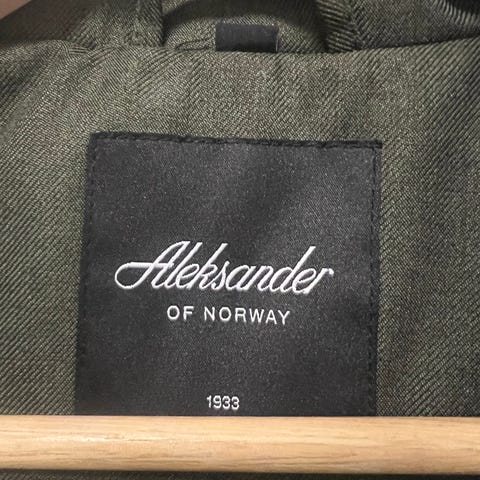 Aleksander
OF NORWAY
1933